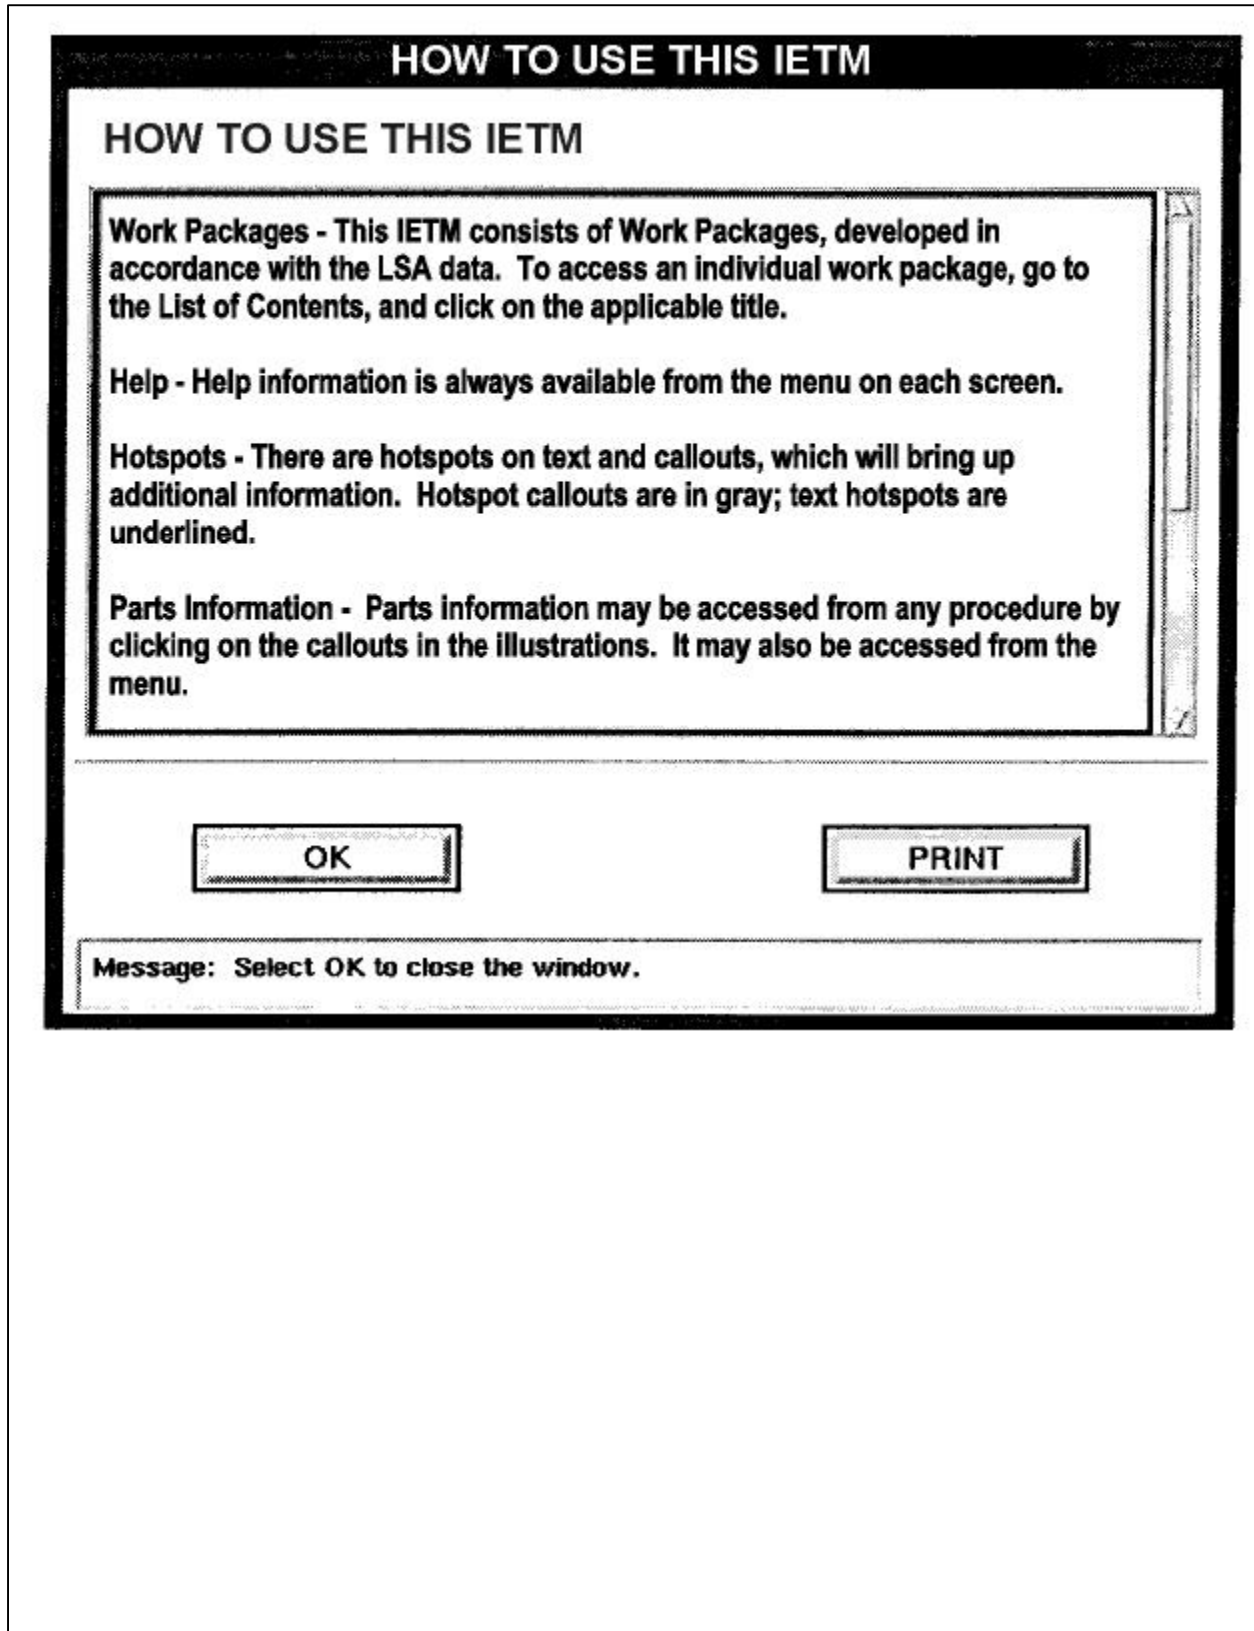 HOW TO USE THIS IETM
HOW TO USE THIS IETM
Work Packages - This IETM consists of Work Packages, developed in
accordance with the LSA data.  To access an individual work package, go to
the List of Contents, and click on the applicable title.
Help - Help information is always available from the menu on each screen.
Hotspots - There are hotspots on text and callouts, which will bring up
additional information.  Hotspot callouts are in gray; text hotspots are
underlined.
Parts Information -  Parts information may be accessed from any procedure by
clicking on the callouts in the illustrations.  It may also be accessed from the
menu.
OK
PRINT
Message:  Select OK to close the window.